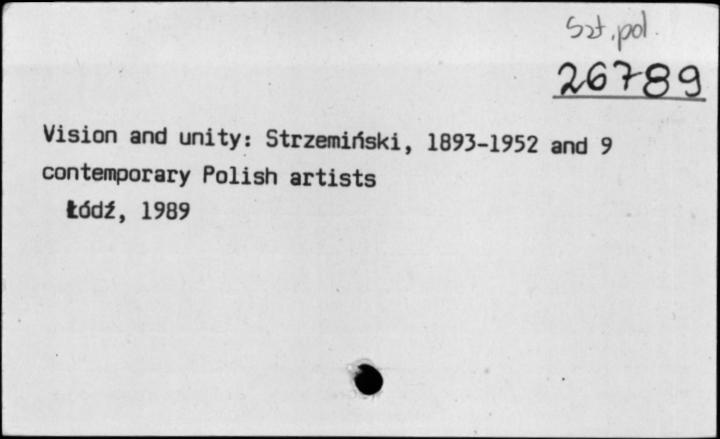 Szt. pol.
26789
Vision and unity: Strzemiński, 1893-1952 and 9
contemporary Polish artists
Łódź, 1989